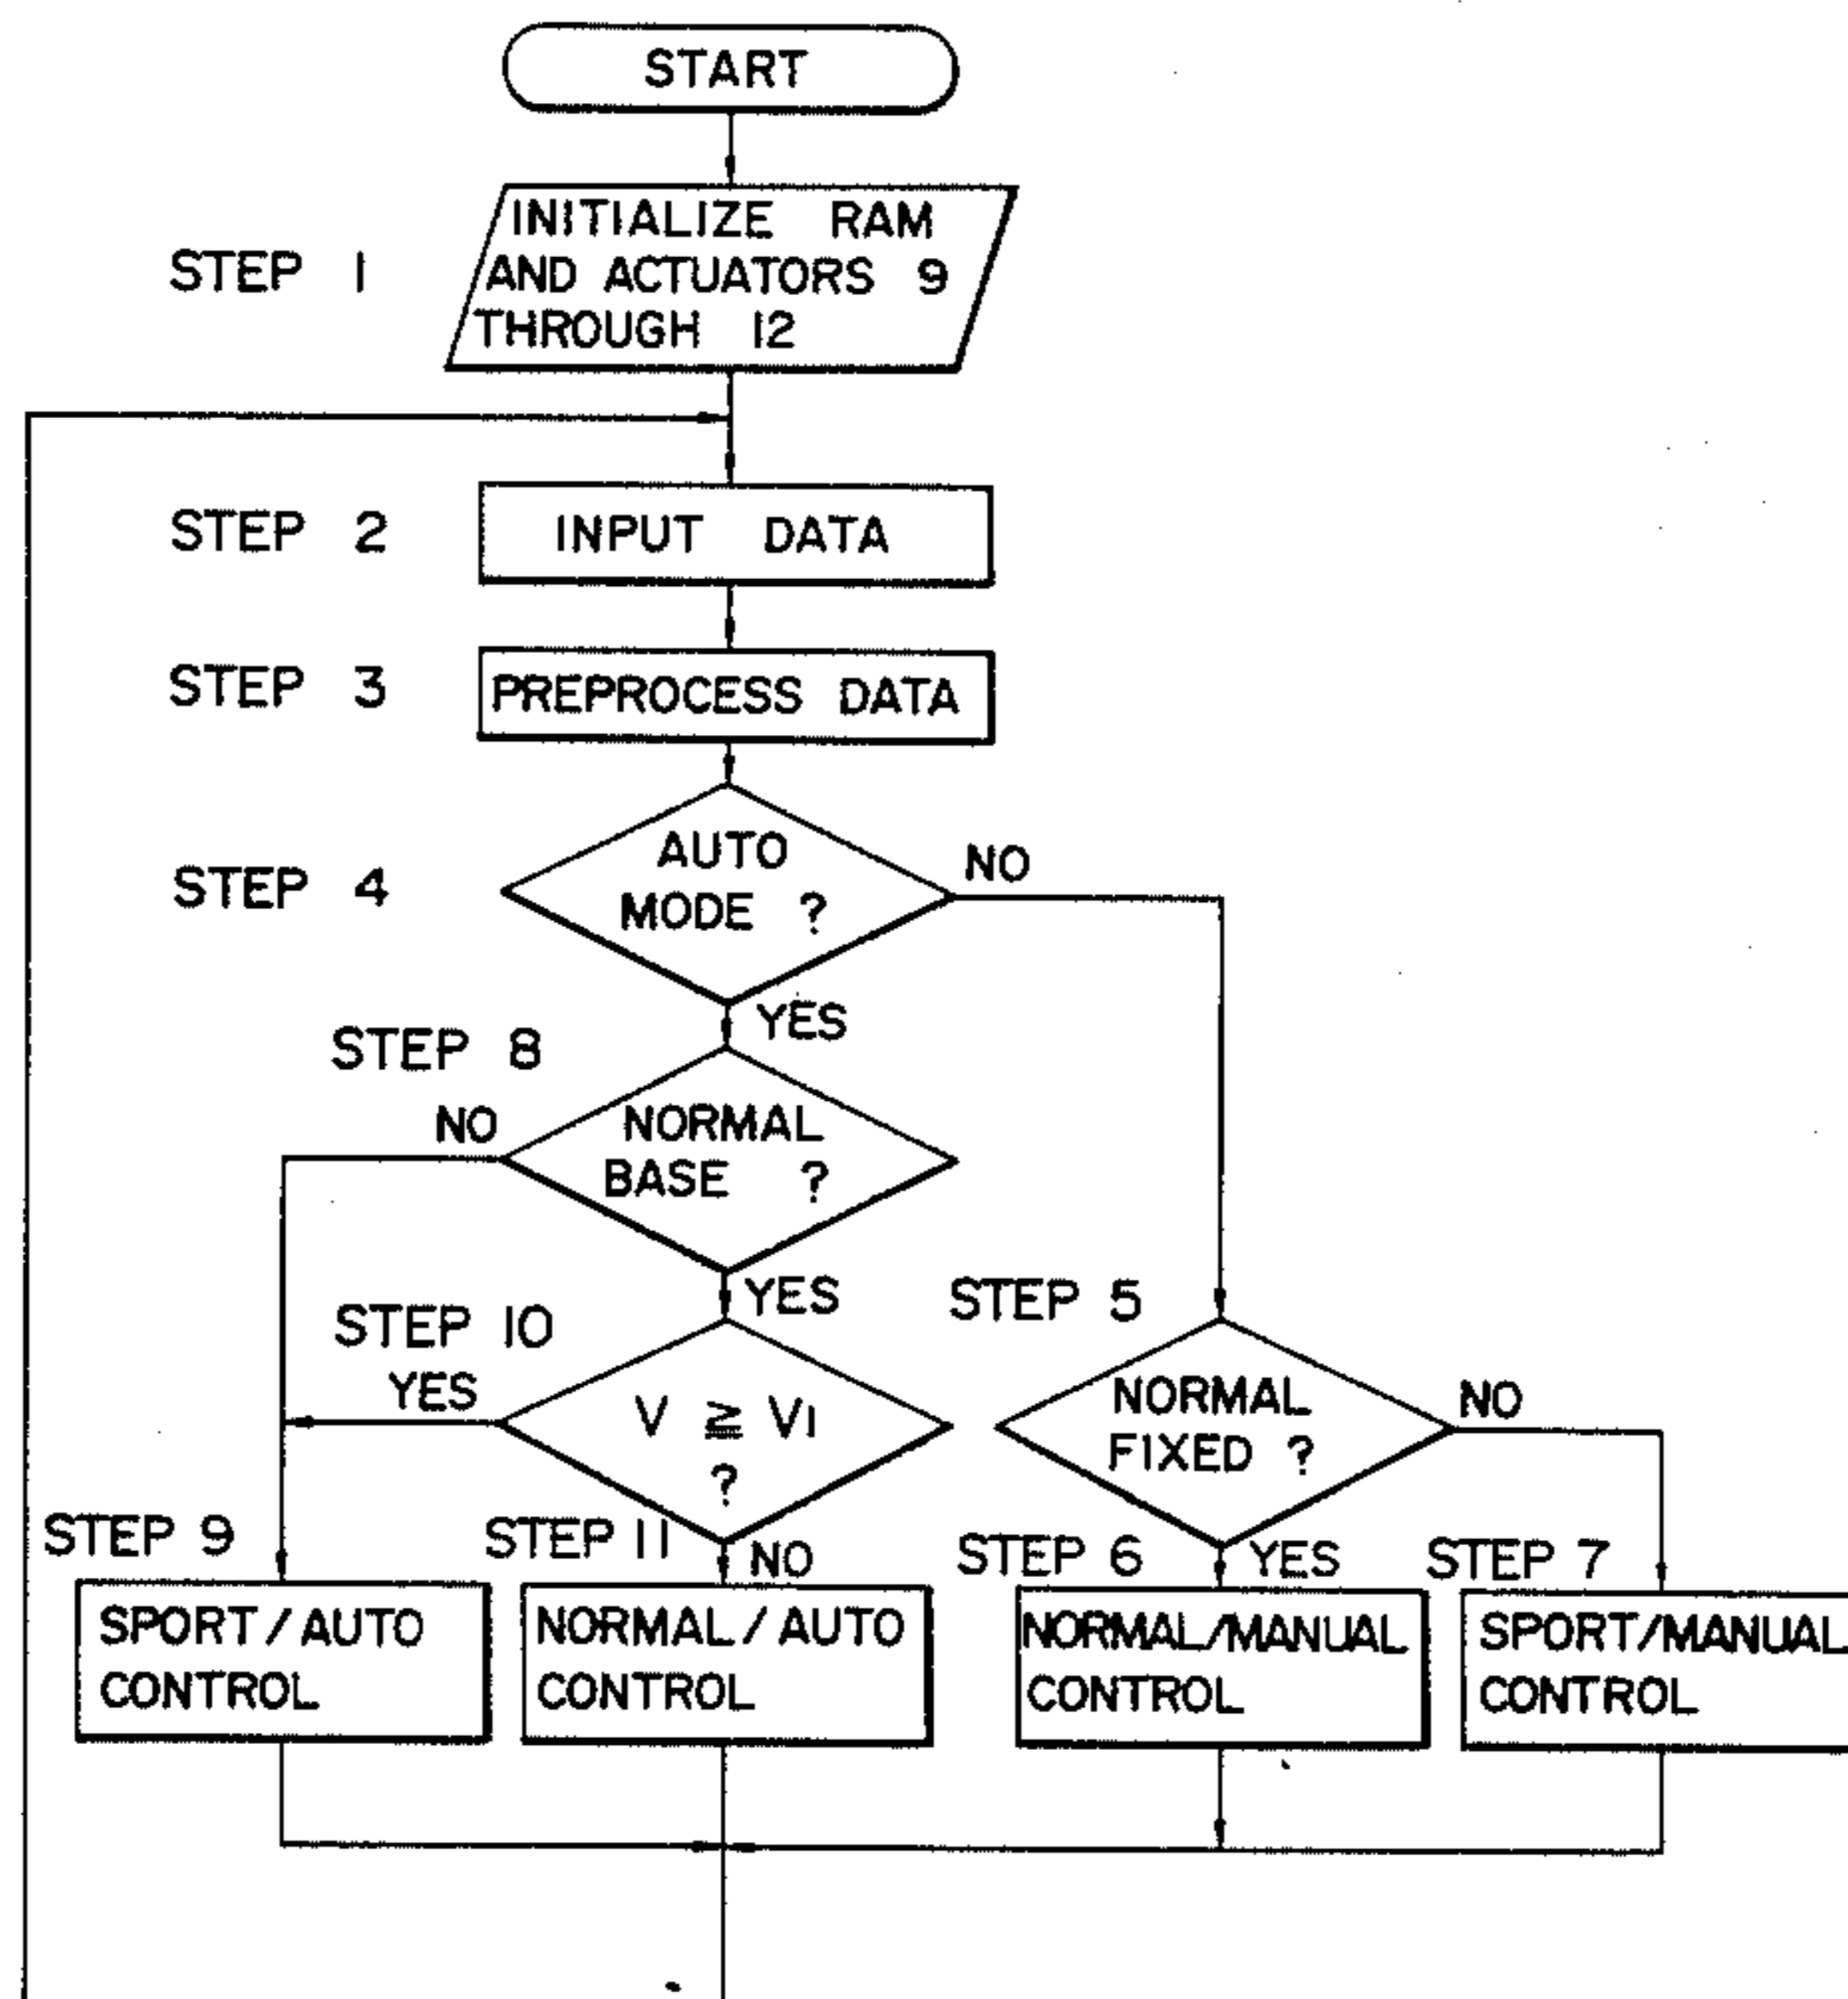 START
STEP 1
INITIALIZE RAM
AND ACTUATORS 9
THROUGH 12
STEP 2
INPUT DATA
STEP 3
PREPROCESS DATA
STEP 4
AUTO
MODE ?
NO
YES
STEP 8
NO
NORMAL
BASE ?
YES
STEP 10
YES
V ≧ V1
?
NO
STEP 5
NORMAL
FIXED ?
NO
YES
STEP 9
SPORT/AUTO
CONTROL
STEP 11
NORMAL/AUTO
CONTROL
STEP 6
NORMAL/MANUAL
CONTROL
STEP 7
SPORT/MANUAL
CONTROL